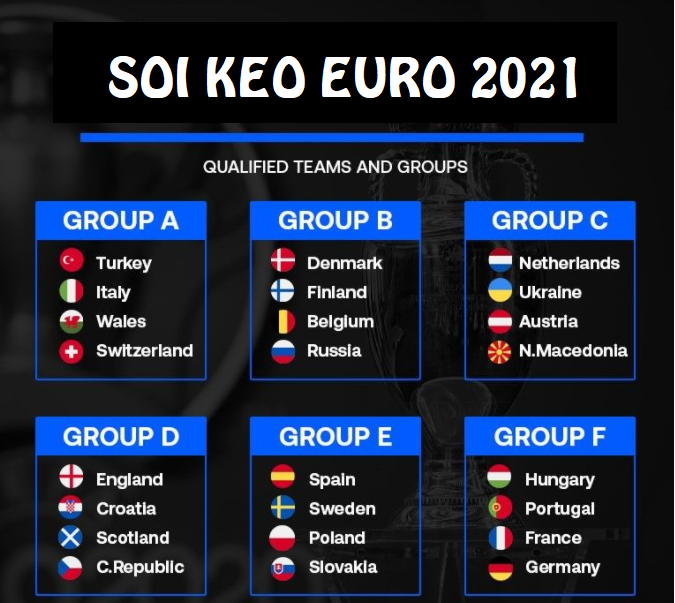 SOI KEO EURO 2021
QUALIFIED TEAMS AND GROUPS
GROUP A
Turkey
Italy
Wales
Switzerland
GROUP B
Denmark
Finland
Belgium
Russia
GROUP C
Netherlands
Ukraine
Austria
N.Macedonia
GROUP D
England
Croatia
Scotland
C.Republic
GROUP E
Spain
Sweden
Poland
Slovakia
GROUP F
Hungary
Portugal
France
Germany